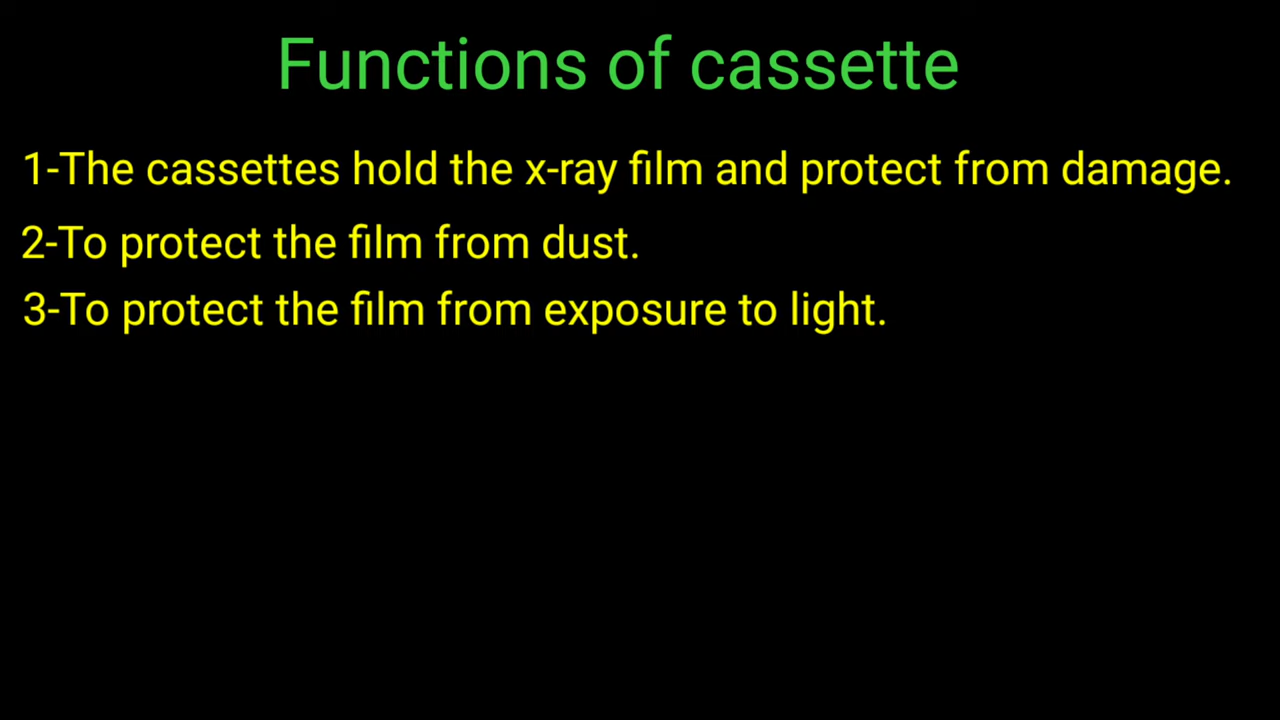 Functions of cassette
1-The cassettes hold the x-ray film and protect from damage.
2-To protect the film from dust.
3-To protect the film from exposure to light.